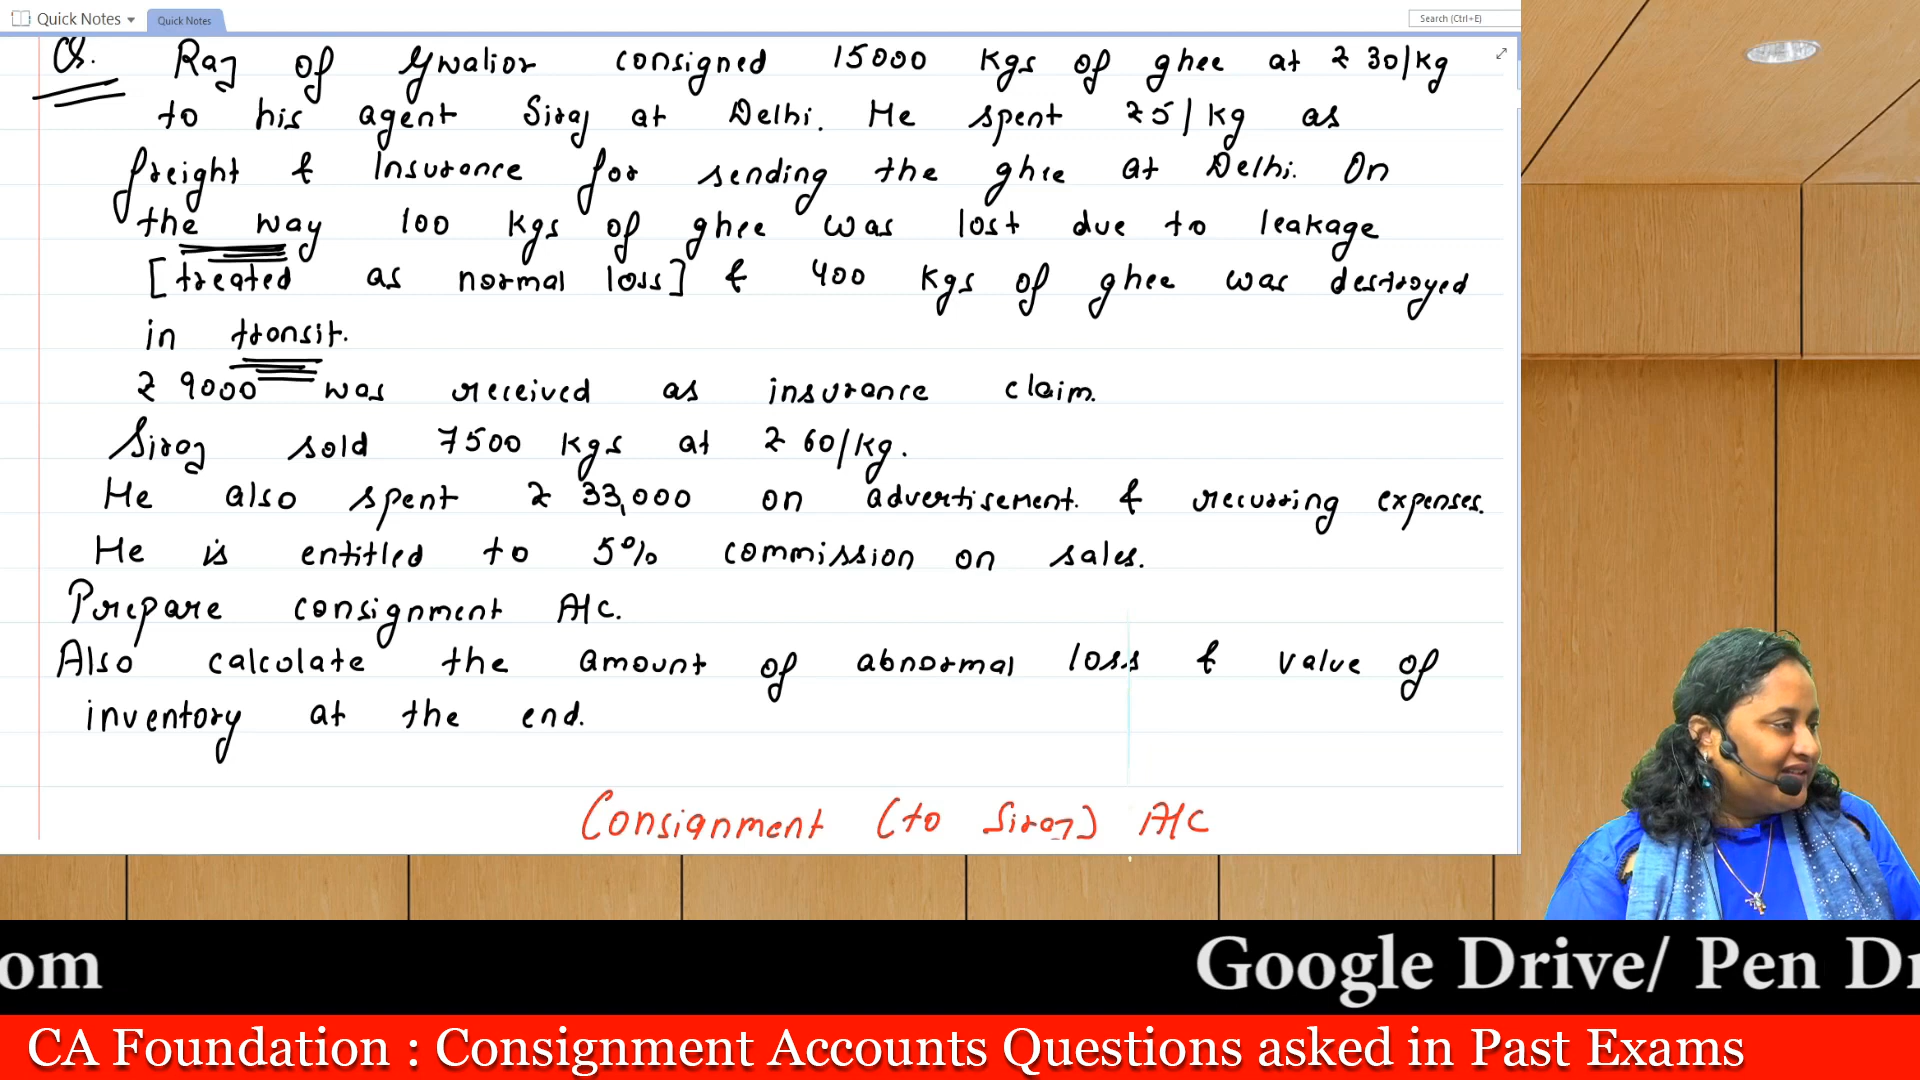 Quick Notes
Quick Notes
Search (Ctrl+E)
Q. Raj of Gwalior consigned 15000 kgs of ghee at ₹ 30/kg
to his agent Siraj at Delhi. He spent ₹5/kg as
freight & Insurance for sending the ghee at Delhi. On
the way 100 kgs of ghee was lost due to leakage
[treated as normal loss] & 400 kgs of ghee was destroyed
in transit.
₹ 9000 was received as insurance claim.
Siraj sold 7500 kgs at ₹ 60/kg.
He also spent ₹ 33,000 on advertisement. & recurring expenses.
He is entitled to 5% commission on sales.
Prepare consignment A/c.
Also calculate the amount of abnormal loss & value of
inventory at the end.
Consignment (to Siraj) A/C
om Google Drive/ Pen Dr
CA Foundation : Consignment Accounts Questions asked in Past Exams